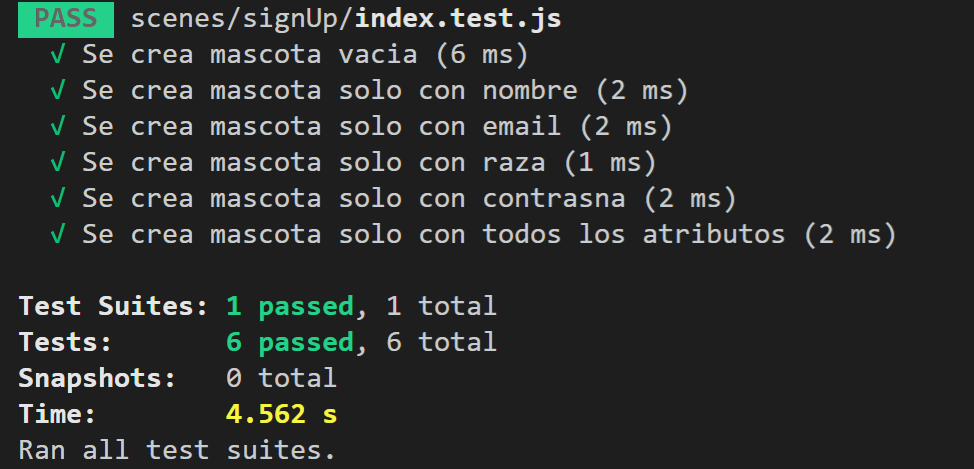 PASS scenes/signUp/index.test.js
√ Se crea mascota vacia (6 ms)
√ Se crea mascota solo con nombre (2 ms)
√ Se crea mascota solo con email (2 ms)
√ Se crea mascota solo con raza (1 ms)
√ Se crea mascota solo con contrasna (2 ms)
√ Se crea mascota solo con todos los atributos (2 ms)
Test Suites: 1 passed, 1 total
Tests: 6 passed, 6 total
Snapshots: 0 total
Time: 4.562 s
Ran all test suites.